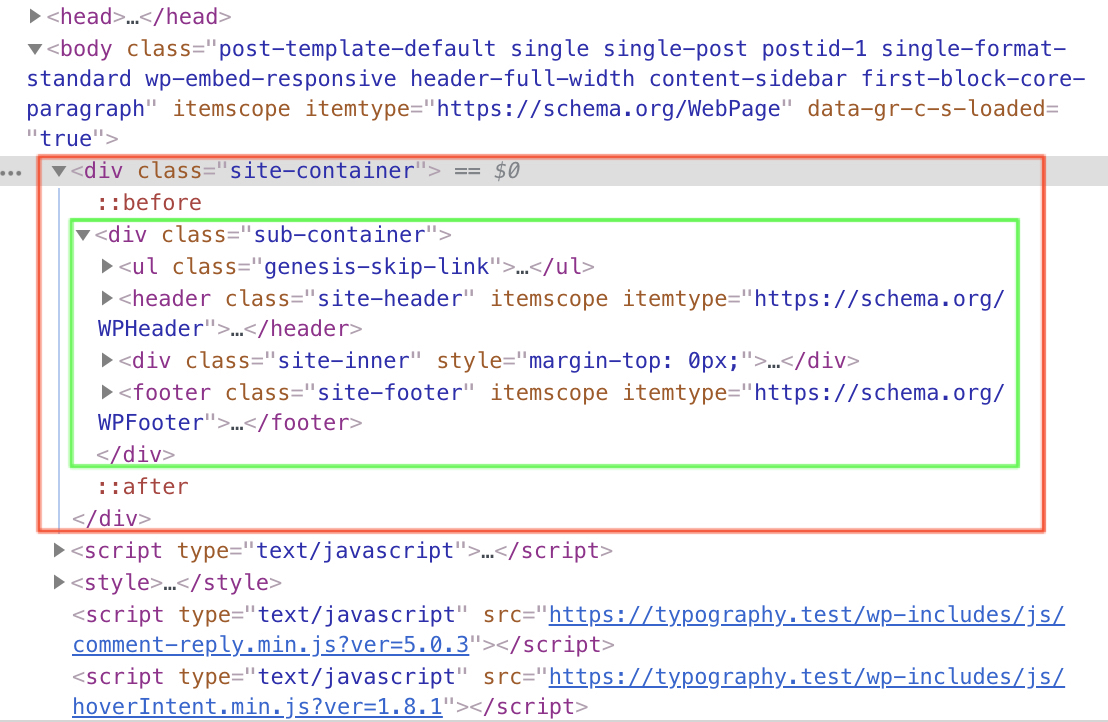 ▶<head>…</head>
▼<body class="post-template-default single single-post postid-1 single-format-
standard wp-embed-responsive header-full-width content-sidebar first-block-core-
paragraph" itemscope itemtype="https://schema.org/WebPage" data-gr-c-s-loaded=
"true">
… ▼<div class="site-container"> == $0
::before
▼<div class="sub-container">
▶<ul class="genesis-skip-link">…</ul>
▶<header class="site-header" itemscope itemtype="https://schema.org/
WPHeader">…</header>
▶<div class="site-inner" style="margin-top: 0px;">…</div>
▶<footer class="site-footer" itemscope itemtype="https://schema.org/
WPFooter">…</footer>
</div>
::after
</div>
▶<script type="text/javascript">…</script>
▶<style>…</style>
<script type="text/javascript" src="https://typography.test/wp-includes/js/
comment-reply.min.js?ver=5.0.3"></script>
<script type="text/javascript" src="https://typography.test/wp-includes/js/
hoverIntent.min.js?ver=1.8.1"></script>